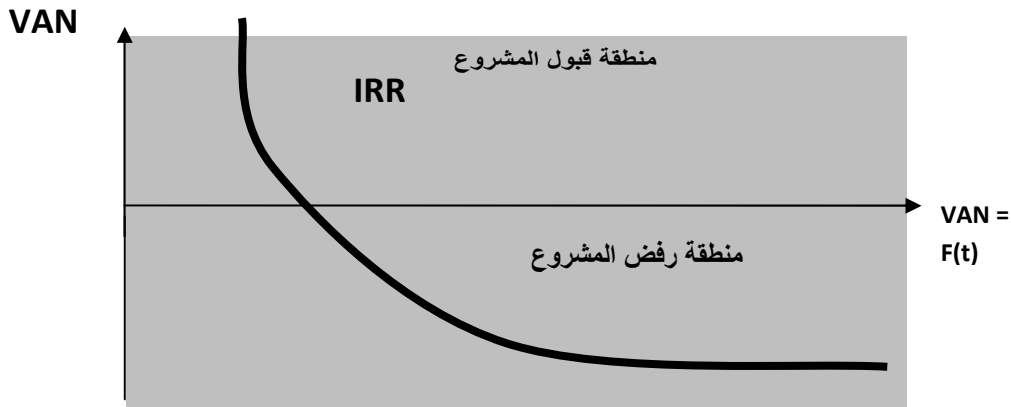 VAN
منطقة قبول المشروع
IRR
VAN =
F(t)
منطقة رفض المشروع